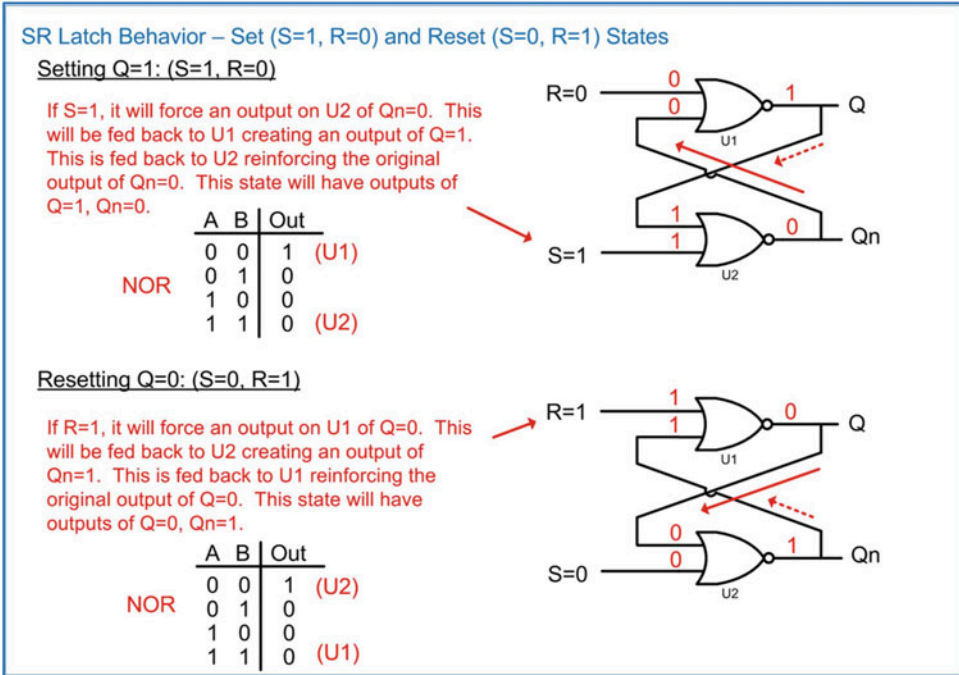 SR Latch Behavior – Set (S=1, R=0) and Reset (S=0, R=1) States
Setting Q=1: (S=1, R=0)
If S=1, it will force an output on U2 of Qn=0. This
will be fed back to U1 creating an output of Q=1.
This is fed back to U2 reinforcing the original
output of Qn=0. This state will have outputs of
Q=1, Qn=0.
A B Out
0 0 1 (U1)
0 1 0
NOR
1 0 0
1 1 0 (U2)
R=0 0 1 Q
0
U1
1 0 Qn
S=1 1
U2
Resetting Q=0: (S=0, R=1)
If R=1, it will force an output on U1 of Q=0. This
will be fed back to U2 creating an output of
Qn=1. This is fed back to U1 reinforcing the
original output of Q=0. This state will have
outputs of Q=0, Qn=1.
A B Out
0 0 1 (U2)
NOR
0 1 0
1 0 0
1 1 0 (U1)
R=1 1 0 Q
1
U1
0 1 Qn
S=0 0
U2